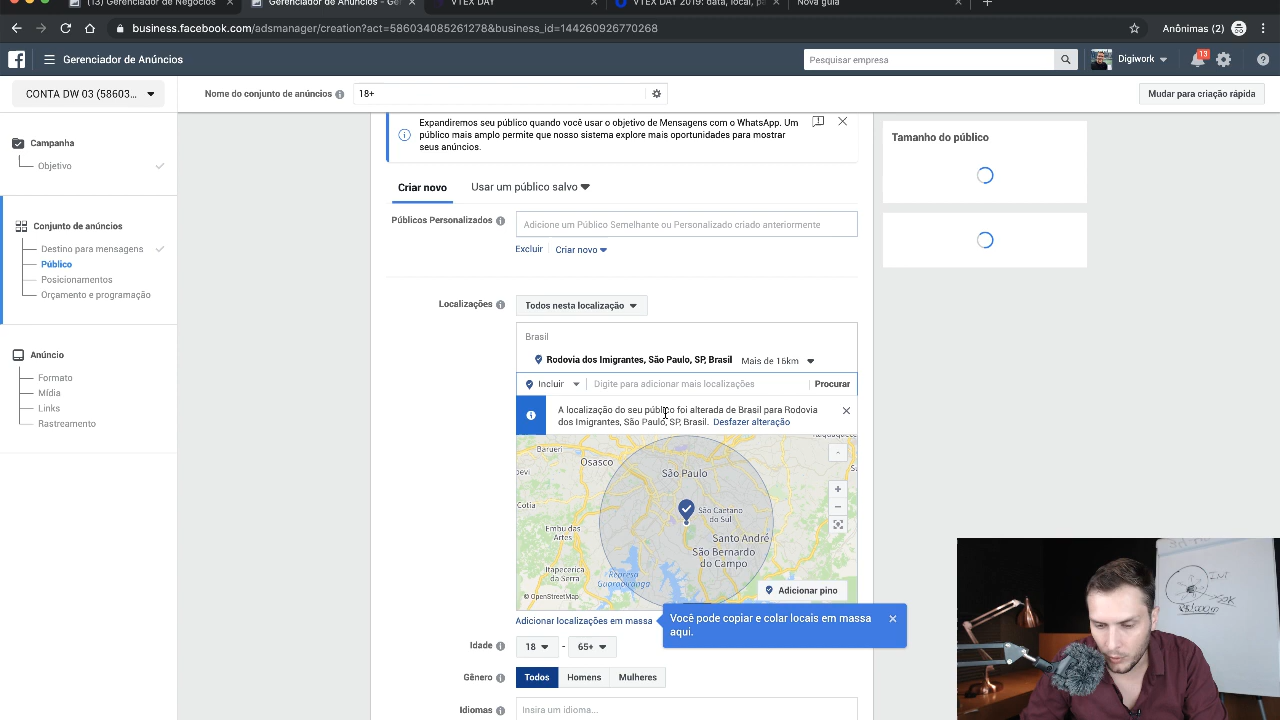 (13) Gerenciador de Negócios
Gerenciador de Anúncios - Ger
VTEX DAY
VTEX DAY 2019: data, local, p
Nova guia
business.facebook.com/adsmanager/creation?act=586034085261278&business_id=144260926770268
Anônimas (2)
Gerenciador de Anúncios
Pesquisar empresa
Digiwork
13
CONTA DW 03 (58603...
Nome do conjunto de anúncios
18+
Mudar para criação rápida
Campanha
Objetivo
Conjunto de anúncios
Destino para mensagens
Público
Posicionamentos
Orçamento e programação
Anúncio
Formato
Mídia
Links
Rastreamento
Expandiremos seu público quando você usar o objetivo de Mensagens com o WhatsApp. Um
público mais amplo permite que nosso sistema explore mais oportunidades para mostrar
seus anúncios.
Criar novo
Usar um público salvo
Públicos Personalizados
Adicione um Público Semelhante ou Personalizado criado anteriormente
Excluir
Criar novo
Localizações
Todos nesta localização
Brasil
Rodovia dos Imigrantes, São Paulo, SP, Brasil Mais de 16km
Incluir
Digite para adicionar mais localizações
Procurar
A localização do seu público foi alterada de Brasil para Rodovia
dos Imigrantes, São Paulo, SP, Brasil. Desfazer alteração
Barueri
Osasco
São Paulo
Cotia
São Caetano
do Sul
Embu das
Artes
Santo André
São Bernardo
do Campo
Itapecerica
da Serra
Represa
Guarapiranga
© OpenStreetMap
Adicionar pino
Adicionar localizações em massa
Você pode copiar e colar locais em massa
aqui.
Idade
18
-
65+
Gênero
Todos
Homens
Mulheres
Idiomas
Insira um idioma...
Tamanho do público